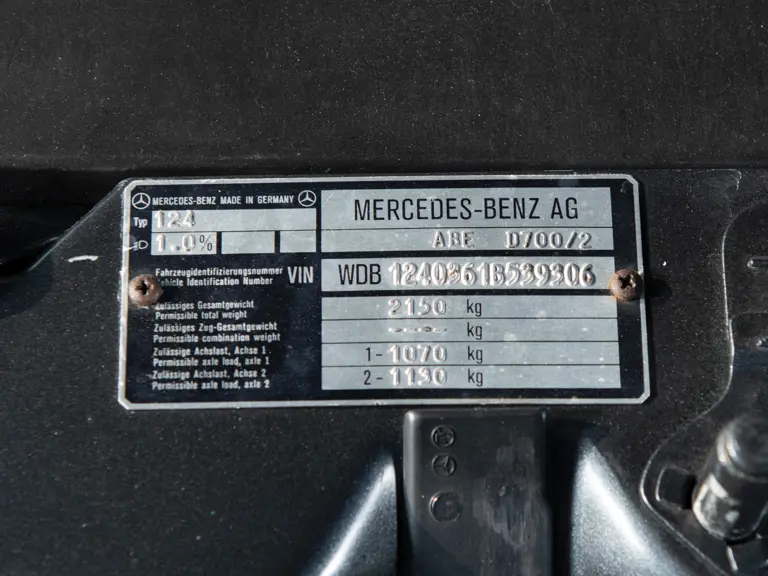 MERCEDES-BENZ MADE IN GERMANY
Typ 124
1.0%
MERCEDES-BENZ AG
ABE D700/2
Fahrzeugidentifizierungsnummer
Vehicle Identification Number
VIN
WDB 1240361B539306
Zulässiges Gesamtgewicht
Permissible total weight
2150 kg
Zulässiges Zug-Gesamtgewicht
Permissible combination weight
---- kg
Zulässige Achslast, Achse 1
Permissible axle load, axle 1
1-1070 kg
Zulässige Achslast, Achse 2
Permissible axle load, axle 2
2-1130 kg